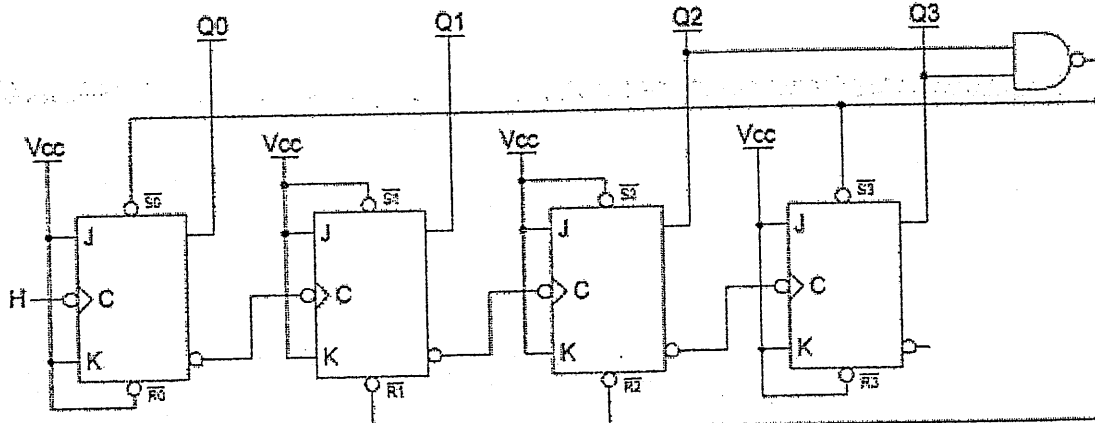 Q0 Q1 Q2 Q3
Vcc Vcc Vcc Vcc
S0 S1 S2 S3
J J J J
H C C C C
K K K K
R0 R1 R2 R3